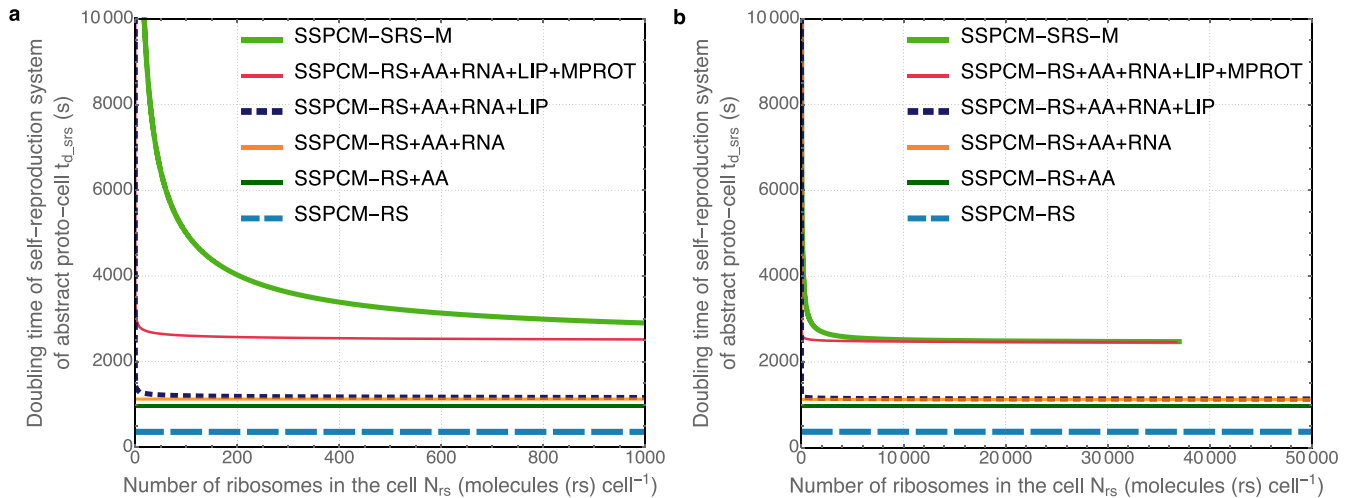 a
Doubling time of self-reproduction system
of abstract proto-cell t_d_srs (s)
10 000
8000
6000
4000
2000
0
SSPCM-SRS-M
SSPCM-RS+AA+RNA+LIP+MPROT
SSPCM-RS+AA+RNA+LIP
SSPCM-RS+AA+RNA
SSPCM-RS+AA
SSPCM-RS
0 200 400 600 800 1000
Number of ribosomes in the cell N_rs (molecules (rs) cell⁻¹)
b
Doubling time of self-reproduction system
of abstract proto-cell t_d_srs (s)
10 000
8000
6000
4000
2000
0
SSPCM-SRS-M
SSPCM-RS+AA+RNA+LIP+MPROT
SSPCM-RS+AA+RNA+LIP
SSPCM-RS+AA+RNA
SSPCM-RS+AA
SSPCM-RS
0 10 000 20 000 30 000 40 000 50 000
Number of ribosomes in the cell N_rs (molecules (rs) cell⁻¹)